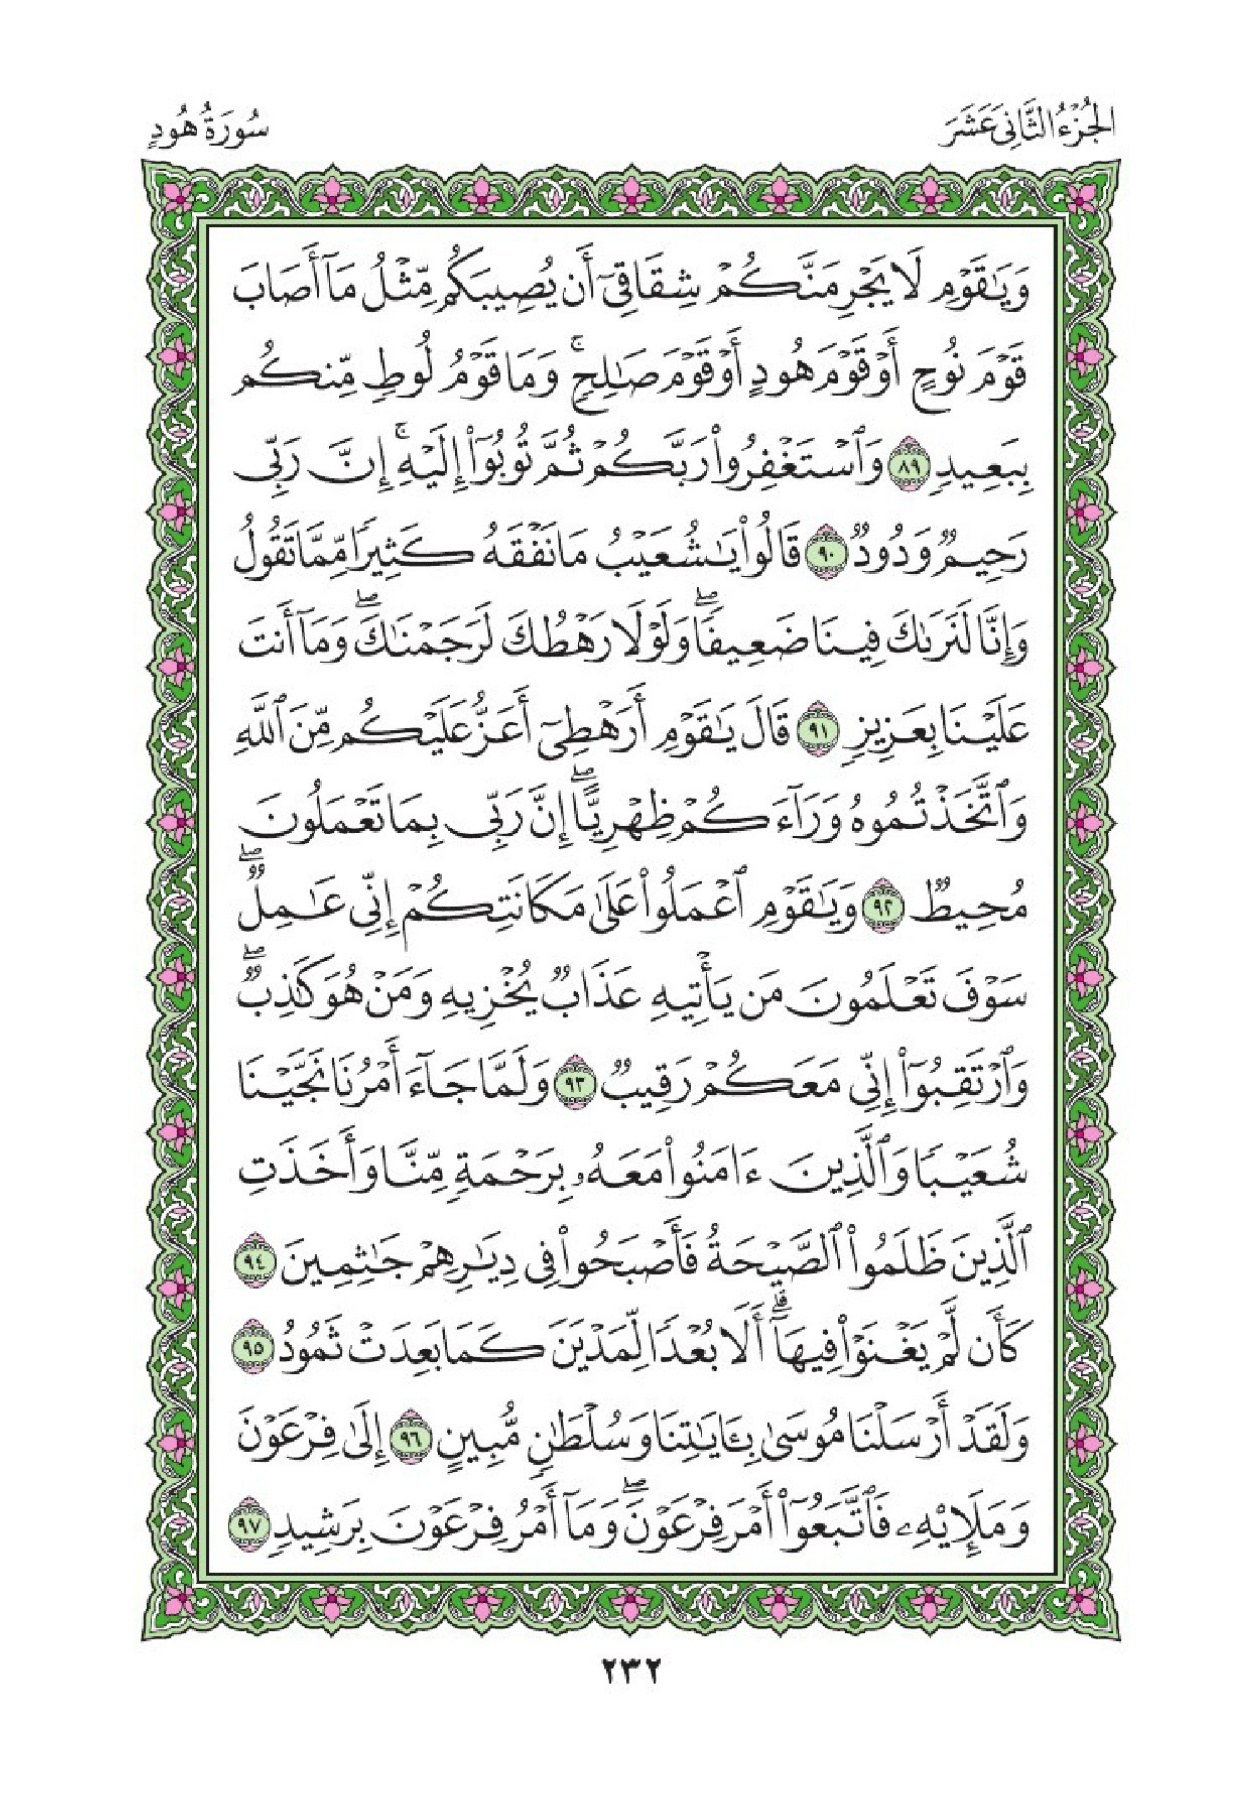 الجُزْءُ الثَّانِيَ عَشَرَ
سُورَةُ هُودٍ
وَيَٰقَوْمِ لَا يَجْرِمَنَّكُمْ شِقَاقِيٓ أَن يُصِيبَكُم مِّثْلُ مَآ أَصَابَ
قَوْمَ نُوحٍ أَوْ قَوْمَ هُودٍ أَوْ قَوْمَ صَٰلِحٍ ۚ وَمَا قَوْمُ لُوطٍ مِّنكُم
بِبَعِيدٍ ٨٩ وَٱسْتَغْفِرُوا۟ رَبَّكُمْ ثُمَّ تُوبُوٓا۟ إِلَيْهِ ۚ إِنَّ رَبِّى
رَحِيمٌ وَدُودٌ ٩٠ قَالُوا۟ يَٰشُعَيْبُ مَا نَفْقَهُ كَثِيرًا مِّمَّا تَقُولُ
وَإِنَّا لَنَرَىٰكَ فِينَا ضَعِيفًا ۖ وَلَوْلَا رَهْطُكَ لَرَجَمْنَٰكَ ۖ وَمَآ أَنتَ
عَلَيْنَا بِعَزِيزٍ ٩١ قَالَ يَٰقَوْمِ أَرَهْطِىٓ أَعَزُّ عَلَيْكُم مِّنَ ٱللَّهِ
وَٱتَّخَذْتُمُوهُ وَرَآءَكُمْ ظِهْرِيًّا ۖ إِنَّ رَبِّى بِمَا تَعْمَلُونَ
مُحِيطٌ ٩٢ وَيَٰقَوْمِ ٱعْمَلُوا۟ عَلَىٰ مَكَانَتِكُمْ إِنِّى عَٰمِلٌ ۖ
سَوْفَ تَعْلَمُونَ مَن يَأْتِيهِ عَذَابٌ يُخْزِيهِ وَمَنْ هُوَ كَٰذِبٌ ۖ
وَٱرْتَقِبُوٓا۟ إِنِّى مَعَكُمْ رَقِيبٌ ٩٣ وَلَمَّا جَآءَ أَمْرُنَا نَجَّيْنَا
شُعَيْبًا وَٱلَّذِينَ ءَامَنُوا۟ مَعَهُۥ بِرَحْمَةٍ مِّنَّا وَأَخَذَتِ
ٱلَّذِينَ ظَلَمُوا۟ ٱلصَّيْحَةُ فَأَصْبَحُوا۟ فِى دِيَٰرِهِمْ جَٰثِمِينَ ٩٤
كَأَن لَّمْ يَغْنَوْا۟ فِيهَآ ۗ أَلَا بُعْدًا لِّمَدْيَنَ كَمَا بَعِدَتْ ثَمُودُ ٩٥
وَلَقَدْ أَرْسَلْنَا مُوسَىٰ بِـَٔايَٰتِنَا وَسُلْطَٰنٍ مُّبِينٍ ٩٦ إِلَىٰ فِرْعَوْنَ
وَمَلَإِي۟هِۦ فَٱتَّبَعُوٓا۟ أَمْرَ فِرْعَوْنَ ۖ وَمَآ أَمْرُ فِرْعَوْنَ بِرَشِيدٍ ٩٧
٢٣٢